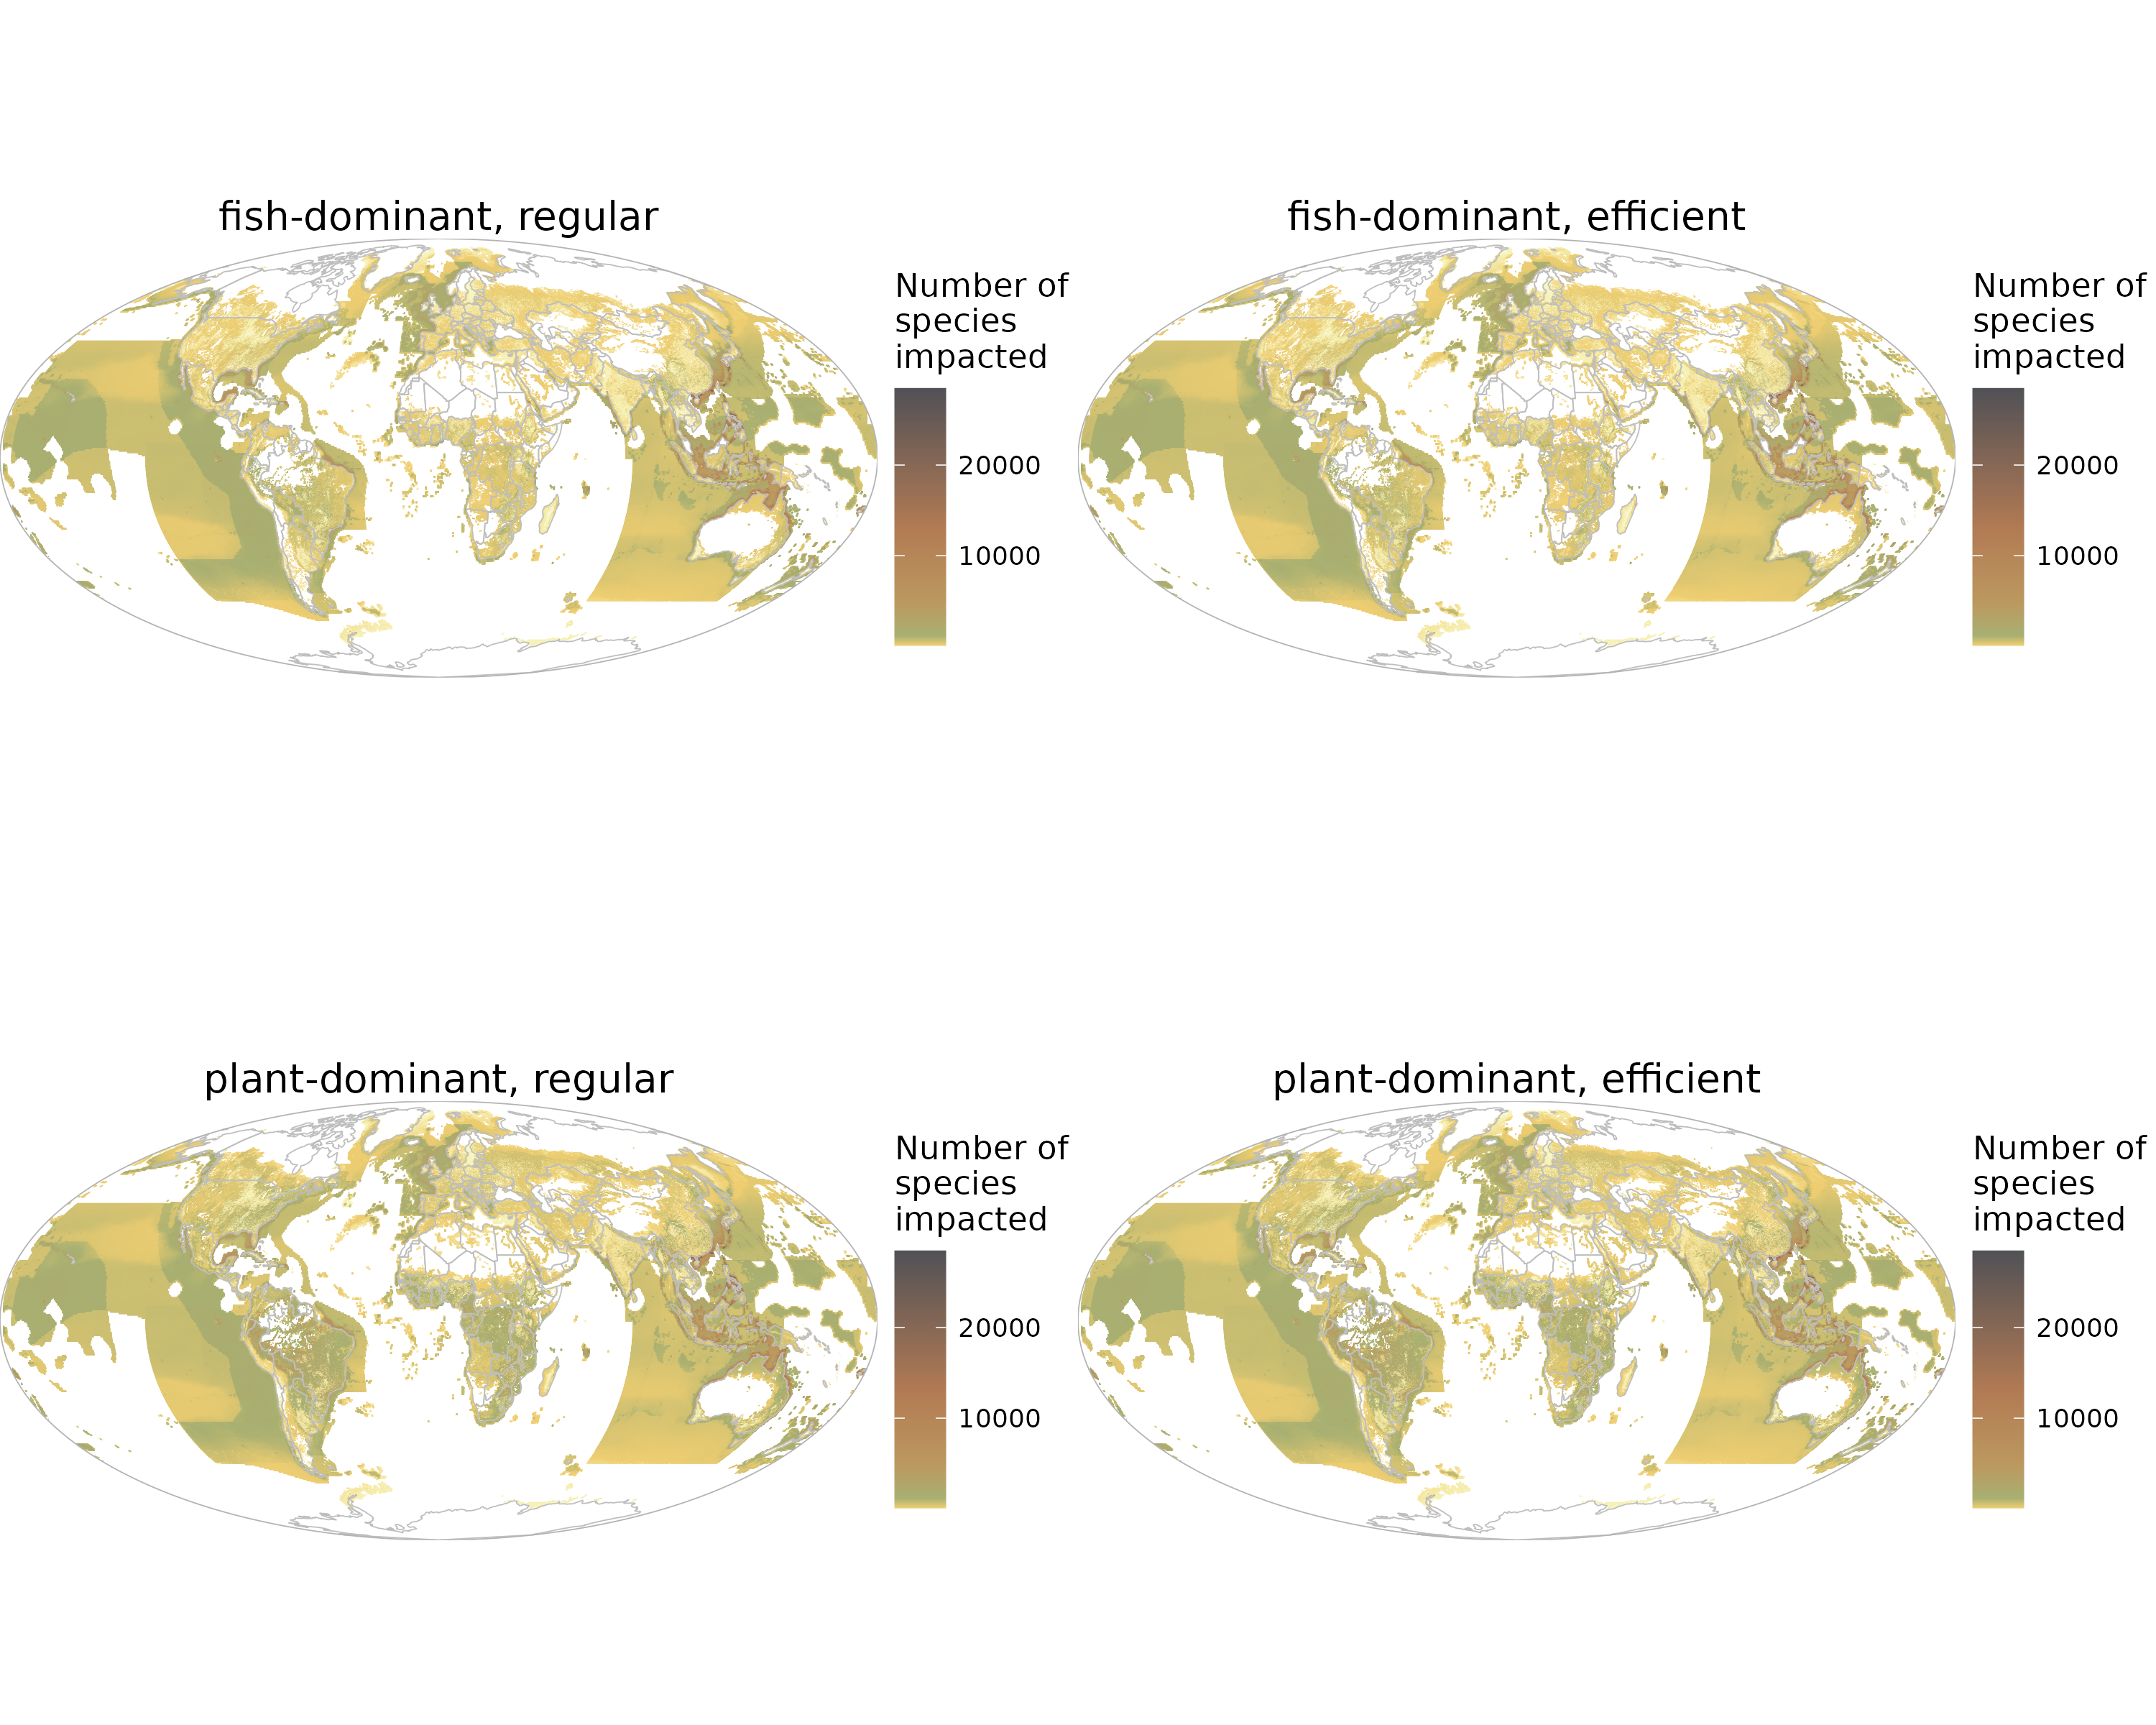 fish-dominant, regular
Number of
species
impacted
20000
10000
fish-dominant, efficient
Number of
species
impacted
20000
10000
plant-dominant, regular
Number of
species
impacted
20000
10000
plant-dominant, efficient
Number of
species
impacted
20000
10000